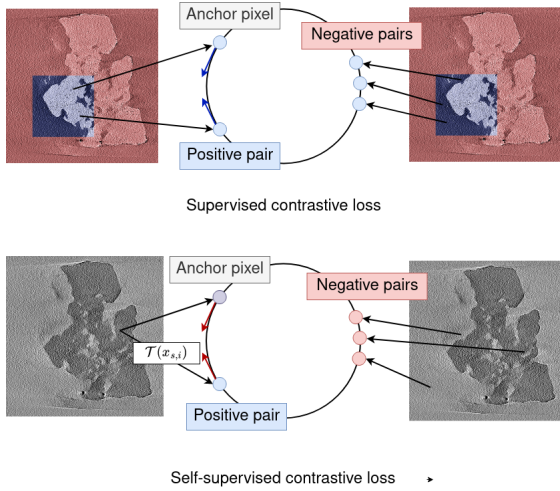 Anchor pixel
Negative pairs
Positive pair
Supervised contrastive loss
Anchor pixel
Negative pairs
𝒯(x_{s,i})
Positive pair
Self-supervised contrastive loss